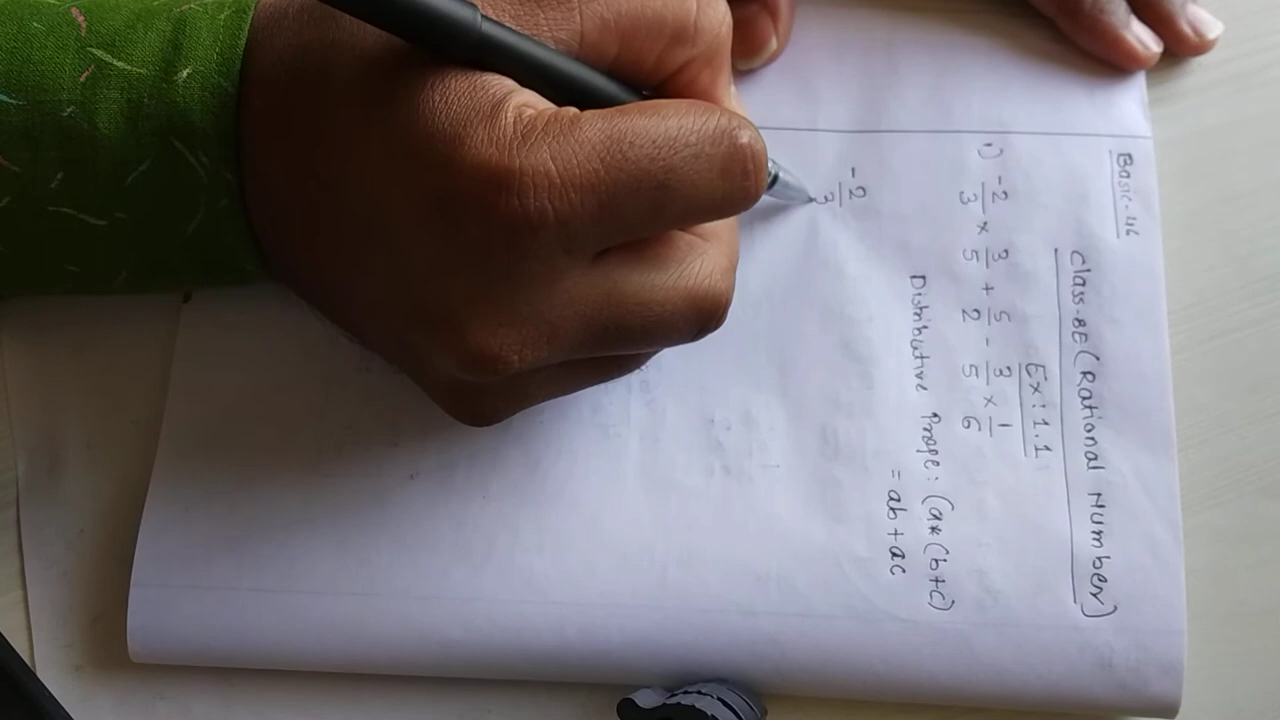 Basic-46
Class-8E (Rational Number)
Ex: 1.1
1) -2/3 × 3/5 + 5/2 - 3/5 × 1/6
Distributive Prope: (a*(b+c)
= ab + ac
-2/3